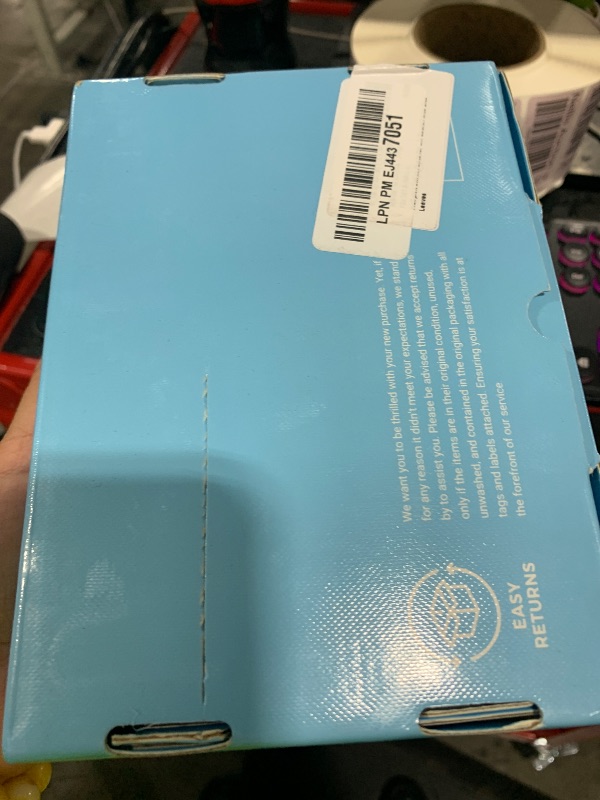 LPN PM EJ4437051
Leaves
We want you to be thrilled with your new purchase. Yet, if
for any reason it didn't meet your expectations, we stand
by to assist you. Please be advised that we accept returns
only if the items are in their original condition, unused,
unwashed, and contained in the original packaging with all
tags and labels attached. Ensuring your satisfaction is at
the forefront of our service
EASY
RETURNS